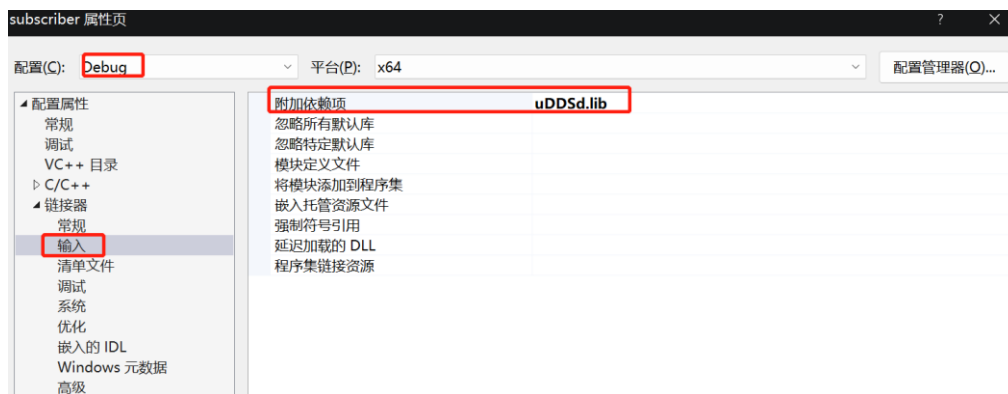 subscriber 属性页 ? ×
配置(C): Debug 平台(P): x64 配置管理器(O)...
配置属性
常规
调试
VC++ 目录
C/C++
链接器
常规
输入
清单文件
调试
系统
优化
嵌入的 IDL
Windows 元数据
高级
附加依赖项 uDDSd.lib
忽略所有默认库
忽略特定默认库
模块定义文件
将模块添加到程序集
嵌入托管资源文件
强制符号引用
延迟加载的 DLL
程序集链接资源